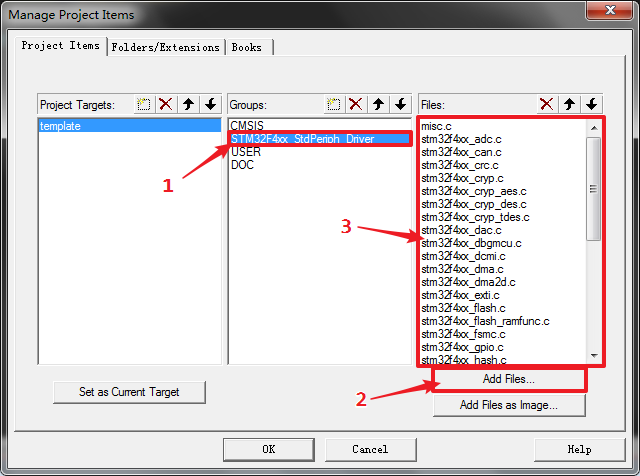 Manage Project Items
Project Items
Folders/Extensions
Books
Project Targets:
Groups:
Files:
template
CMSIS
STM32F4xx_StdPeriph_Driver
USER
DOC
misc.c
stm32f4xx_adc.c
stm32f4xx_can.c
stm32f4xx_crc.c
stm32f4xx_cryp.c
stm32f4xx_cryp_aes.c
stm32f4xx_cryp_des.c
stm32f4xx_cryp_tdes.c
stm32f4xx_dac.c
stm32f4xx_dbgmcu.c
stm32f4xx_dcmi.c
stm32f4xx_dma.c
stm32f4xx_dma2d.c
stm32f4xx_exti.c
stm32f4xx_flash.c
stm32f4xx_flash_ramfunc.c
stm32f4xx_fsmc.c
stm32f4xx_gpio.c
stm32f4xx_hash.c
1
3
2
Set as Current Target
Add Files...
Add Files as Image...
OK
Cancel
Help